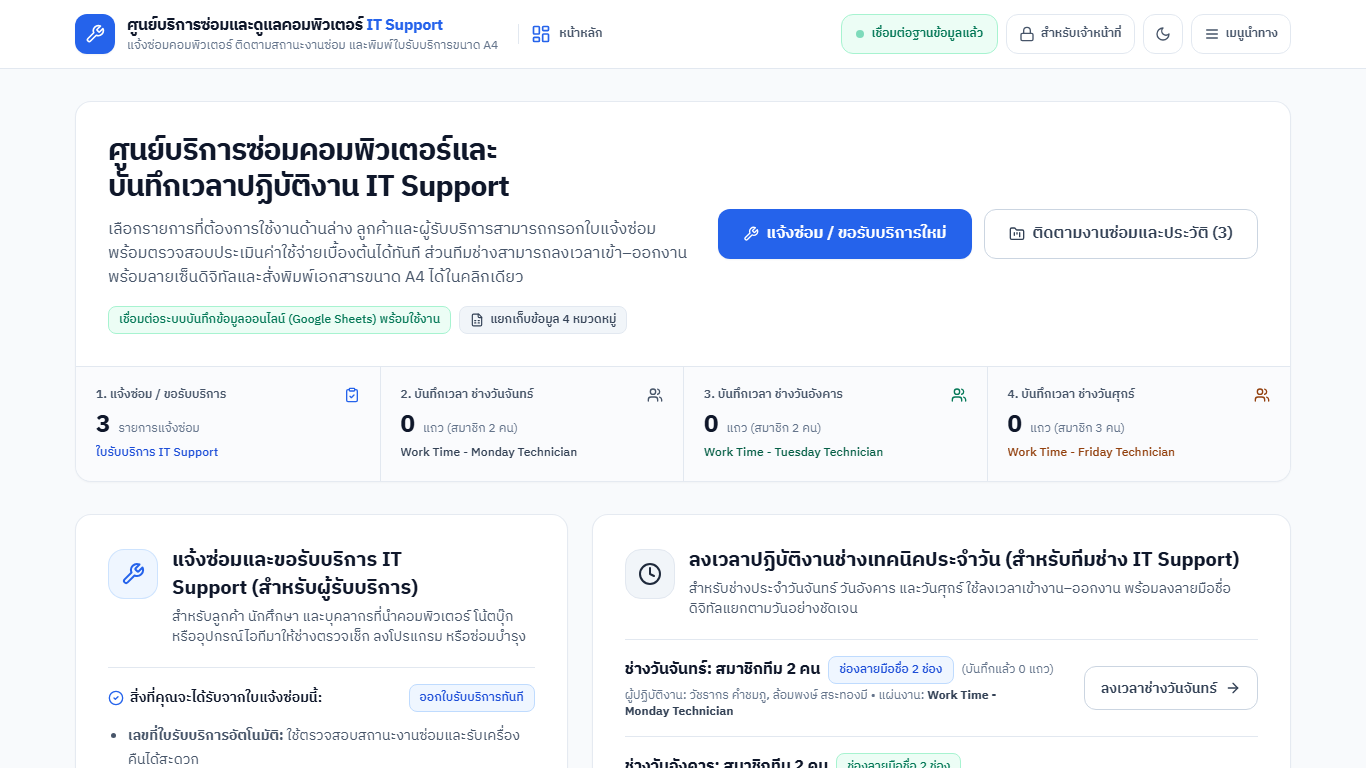 ศูนย์บริการซ่อมและดูแลคอมพิวเตอร์ IT Support
แจ้งซ่อมคอมพิวเตอร์ ติดตามสถานะงานซ่อม และพิมพ์ใบรับบริการขนาด A4
หน้าหลัก
เชื่อมต่อฐานข้อมูลแล้ว
สำหรับเจ้าหน้าที่
เมนูนำทาง
ศูนย์บริการซ่อมคอมพิวเตอร์และ
บันทึกเวลาปฏิบัติงาน IT Support
เลือกรายการที่ต้องการใช้งานด้านล่าง ลูกค้าและผู้รับบริการสามารถกรอกใบแจ้งซ่อม
พร้อมตรวจสอบประเมินค่าใช้จ่ายเบื้องต้นได้ทันที ส่วนทีมช่างสามารถลงเวลาเข้า–ออกงาน
พร้อมลายเซ็นดิจิทัลและสั่งพิมพ์เอกสารขนาด A4 ได้ในคลิกเดียว
แจ้งซ่อม / ขอรับบริการใหม่
ติดตามงานซ่อมและประวัติ (3)
เชื่อมต่อระบบบันทึกข้อมูลออนไลน์ (Google Sheets) พร้อมใช้งาน
แยกเก็บข้อมูล 4 หมวดหมู่
1. แจ้งซ่อม / ขอรับบริการ
3 รายการแจ้งซ่อม
ใบรับบริการ IT Support
2. บันทึกเวลา ช่างวันจันทร์
0 แถว (สมาชิก 2 คน)
Work Time - Monday Technician
3. บันทึกเวลา ช่างวันอังคาร
0 แถว (สมาชิก 2 คน)
Work Time - Tuesday Technician
4. บันทึกเวลา ช่างวันศุกร์
0 แถว (สมาชิก 3 คน)
Work Time - Friday Technician
แจ้งซ่อมและขอรับบริการ IT
Support (สำหรับผู้รับบริการ)
สำหรับลูกค้า นักศึกษา และบุคลากรที่นำคอมพิวเตอร์ โน้ตบุ๊ก
หรืออุปกรณ์ไอทีมาให้ช่างตรวจเช็ก ลงโปรแกรม หรือซ่อมบำรุง
สิ่งที่คุณจะได้รับจากใบแจ้งซ่อมนี้:
ออกใบรับบริการทันที
• เลขที่ใบรับบริการอัตโนมัติ: ใช้ตรวจสอบสถานะงานซ่อมและรับเครื่อง
คืนได้สะดวก
ลงเวลาปฏิบัติงานช่างเทคนิคประจำวัน (สำหรับทีมช่าง IT Support)
สำหรับช่างประจำวันจันทร์ วันอังคาร และวันศุกร์ ใช้ลงเวลาเข้างาน–ออกงาน พร้อมลงลายมือชื่อ
ดิจิทัลแยกตามวันอย่างชัดเจน
ช่างวันจันทร์: สมาชิกทีม 2 คน
ช่องลายมือชื่อ 2 ช่อง
(บันทึกแล้ว 0 แถว)
ผู้ปฏิบัติงาน: วัชรากร คำชมภู, ล้อมพงษ์ สระทองมี • แผ่นงาน: Work Time -
Monday Technician
ลงเวลาช่างวันจันทร์
ช่างวันอังคาร: สมาชิกทีม 2 คน
ช่องลายมือชื่อ 2 ช่อง